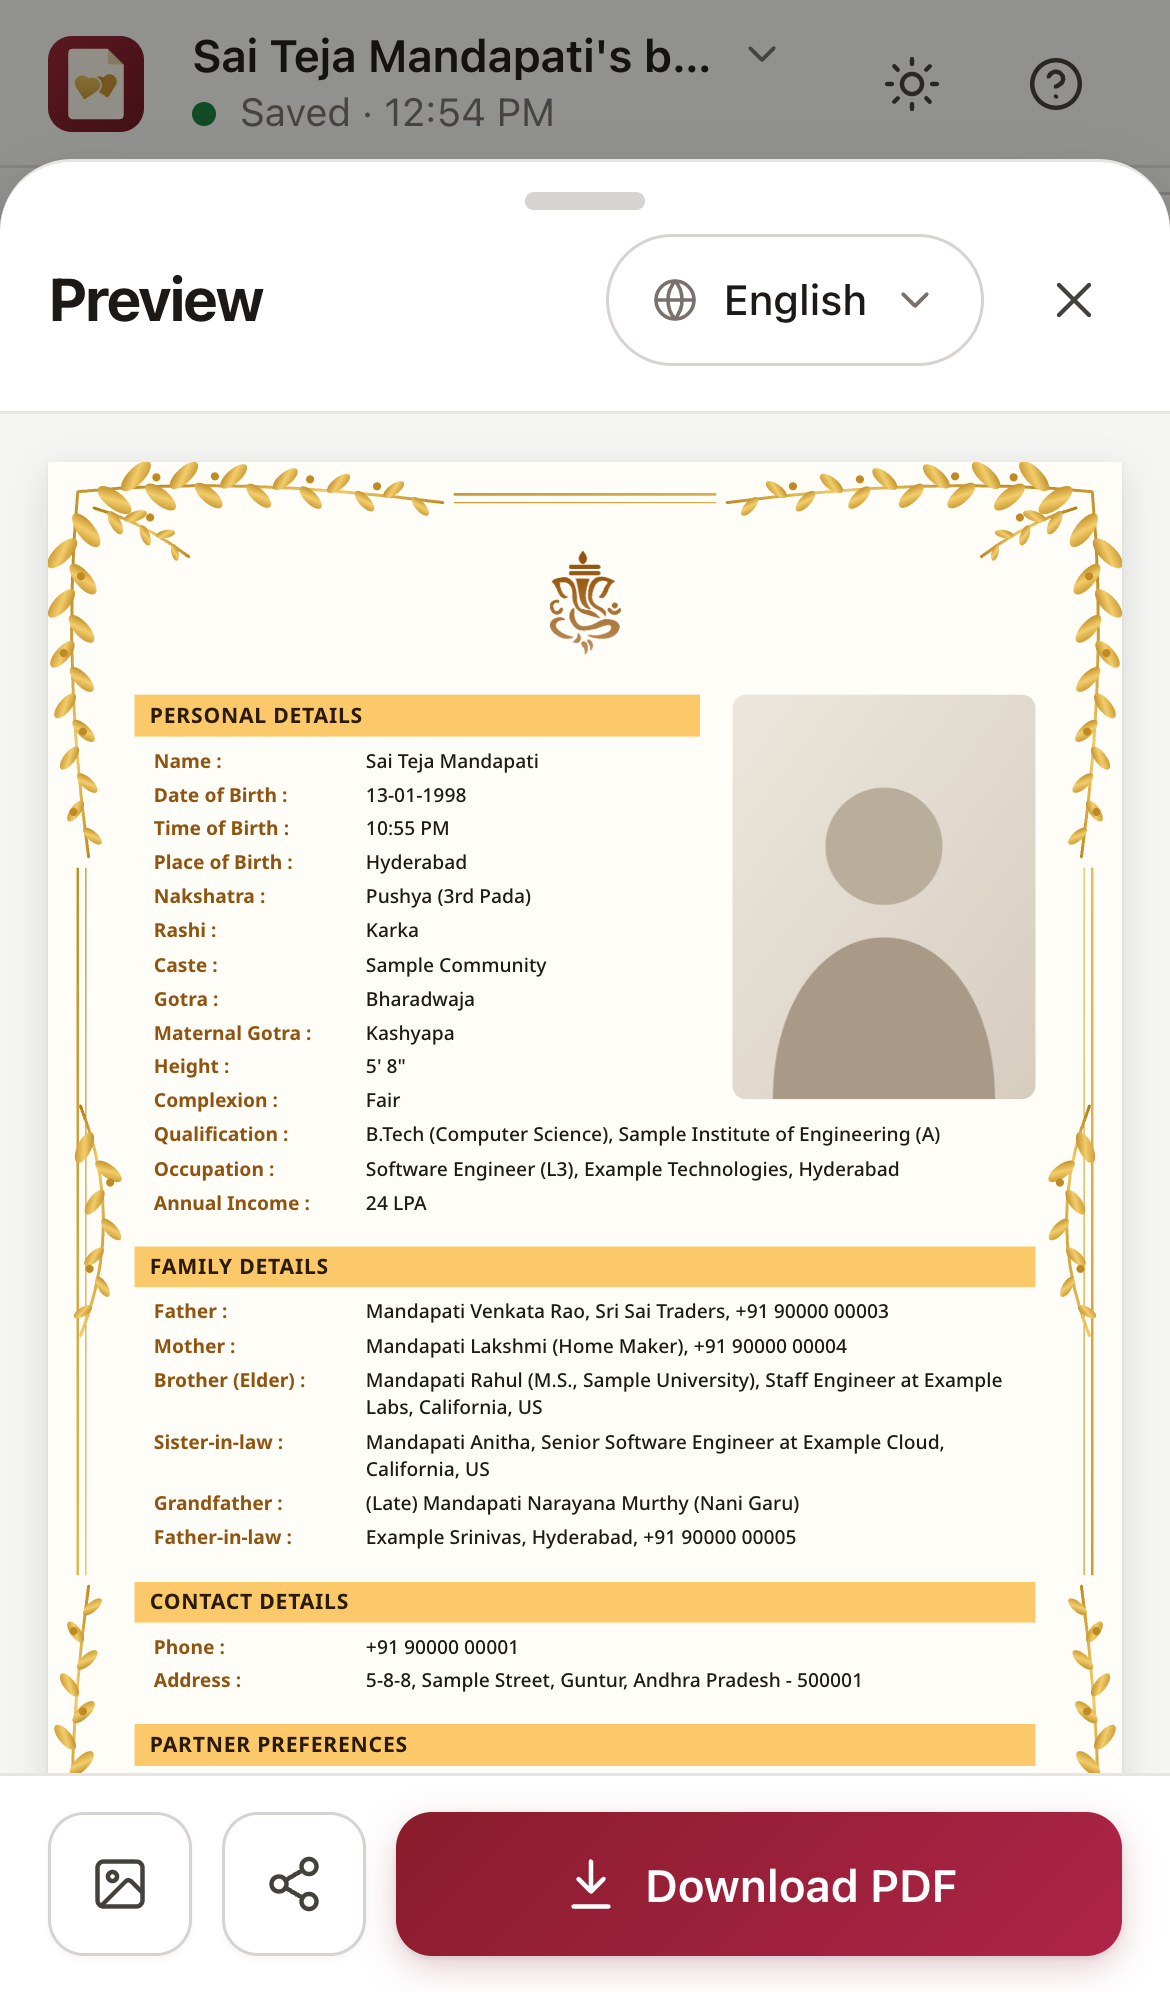 Sai Teja Mandapati's b...
Saved · 12:54 PM
Preview
English
PERSONAL DETAILS
Name : Sai Teja Mandapati
Date of Birth : 13-01-1998
Time of Birth : 10:55 PM
Place of Birth : Hyderabad
Nakshatra : Pushya (3rd Pada)
Rashi : Karka
Caste : Sample Community
Gotra : Bharadwaja
Maternal Gotra : Kashyapa
Height : 5' 8"
Complexion : Fair
Qualification : B.Tech (Computer Science), Sample Institute of Engineering (A)
Occupation : Software Engineer (L3), Example Technologies, Hyderabad
Annual Income : 24 LPA
FAMILY DETAILS
Father : Mandapati Venkata Rao, Sri Sai Traders, +91 90000 00003
Mother : Mandapati Lakshmi (Home Maker), +91 90000 00004
Brother (Elder) : Mandapati Rahul (M.S., Sample University), Staff Engineer at Example
Labs, California, US
Sister-in-law : Mandapati Anitha, Senior Software Engineer at Example Cloud,
California, US
Grandfather : (Late) Mandapati Narayana Murthy (Nani Garu)
Father-in-law : Example Srinivas, Hyderabad, +91 90000 00005
CONTACT DETAILS
Phone : +91 90000 00001
Address : 5-8-8, Sample Street, Guntur, Andhra Pradesh - 500001
PARTNER PREFERENCES
Download PDF